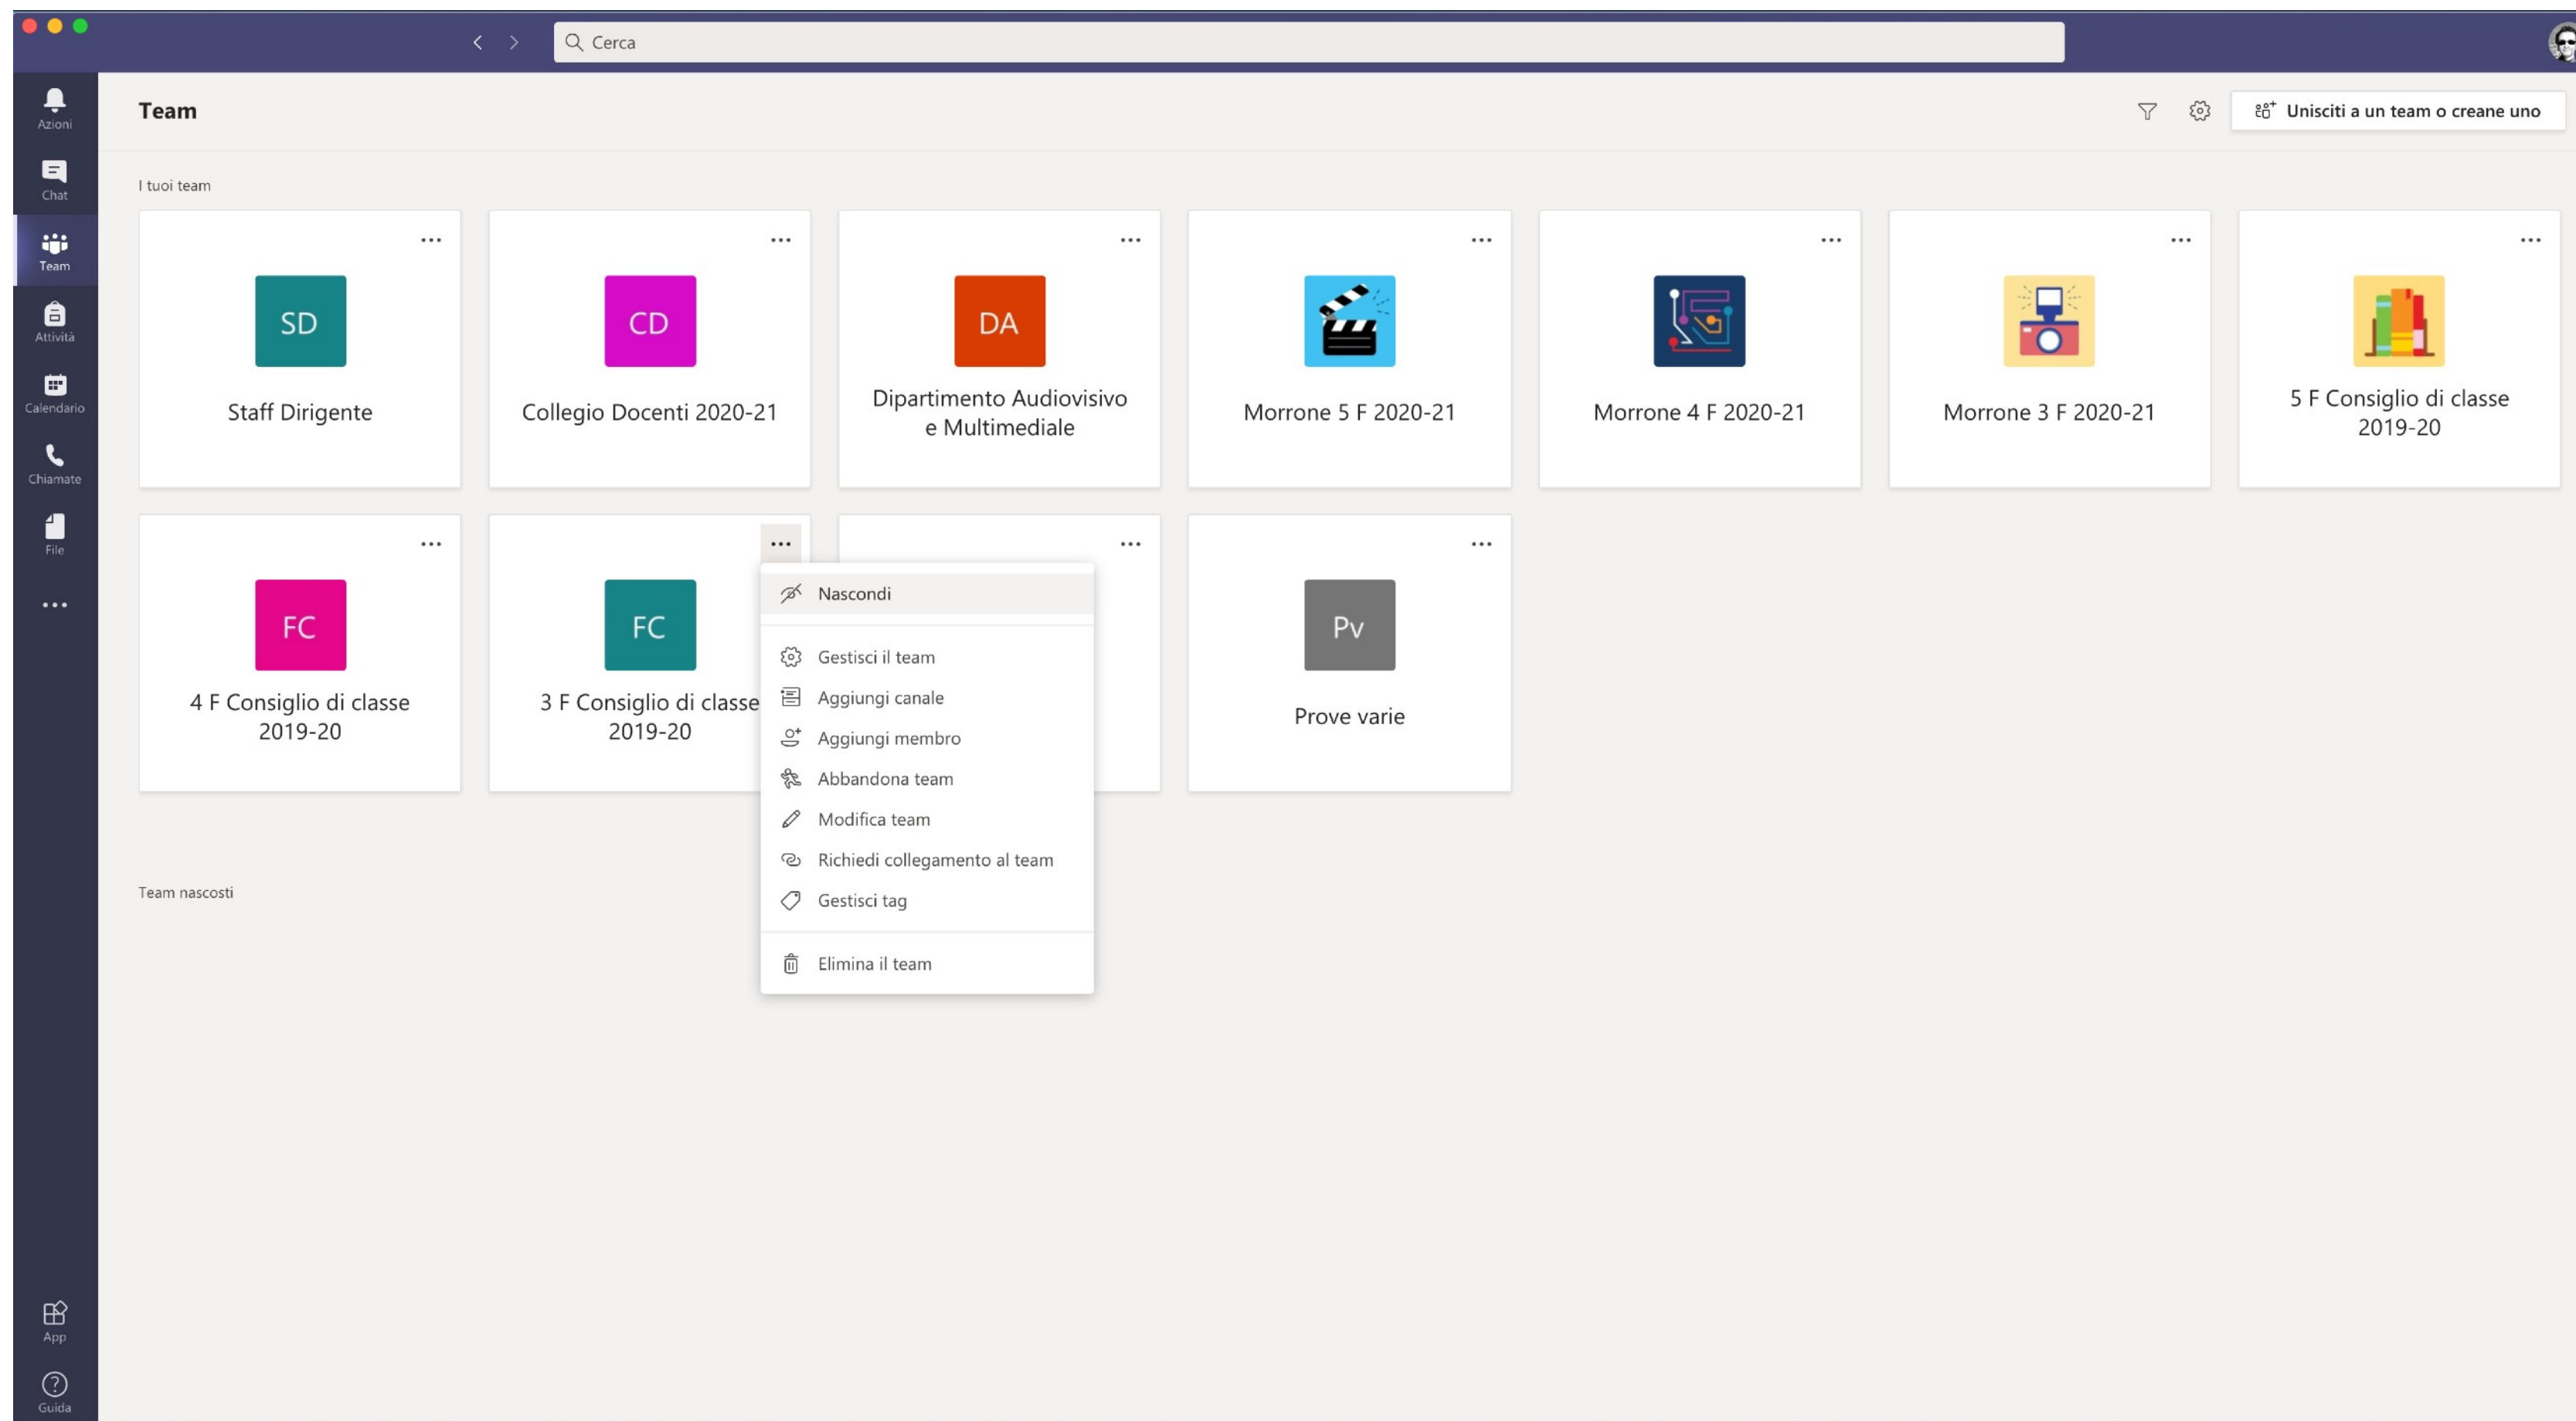 Cerca
Azioni
Chat
Team
Attività
Calendario
Chiamate
File
App
Guida
Team
Unisciti a un team o creane uno
I tuoi team
SD
Staff Dirigente
CD
Collegio Docenti 2020-21
DA
Dipartimento Audiovisivo
e Multimediale
Morrone 5 F 2020-21
Morrone 4 F 2020-21
Morrone 3 F 2020-21
5 F Consiglio di classe
2019-20
FC
4 F Consiglio di classe
2019-20
FC
3 F Consiglio di classe
2019-20
Nascondi
Gestisci il team
Aggiungi canale
Aggiungi membro
Abbandona team
Modifica team
Richiedi collegamento al team
Gestisci tag
Elimina il team
Pv
Prove varie
Team nascosti